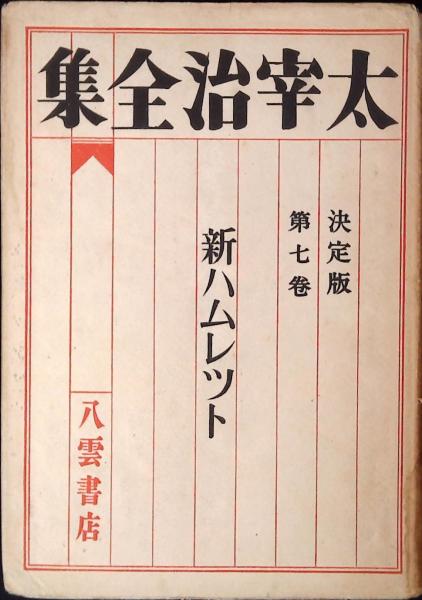 太宰治全集
決定版
第七巻
新ハムレツト
八雲書店